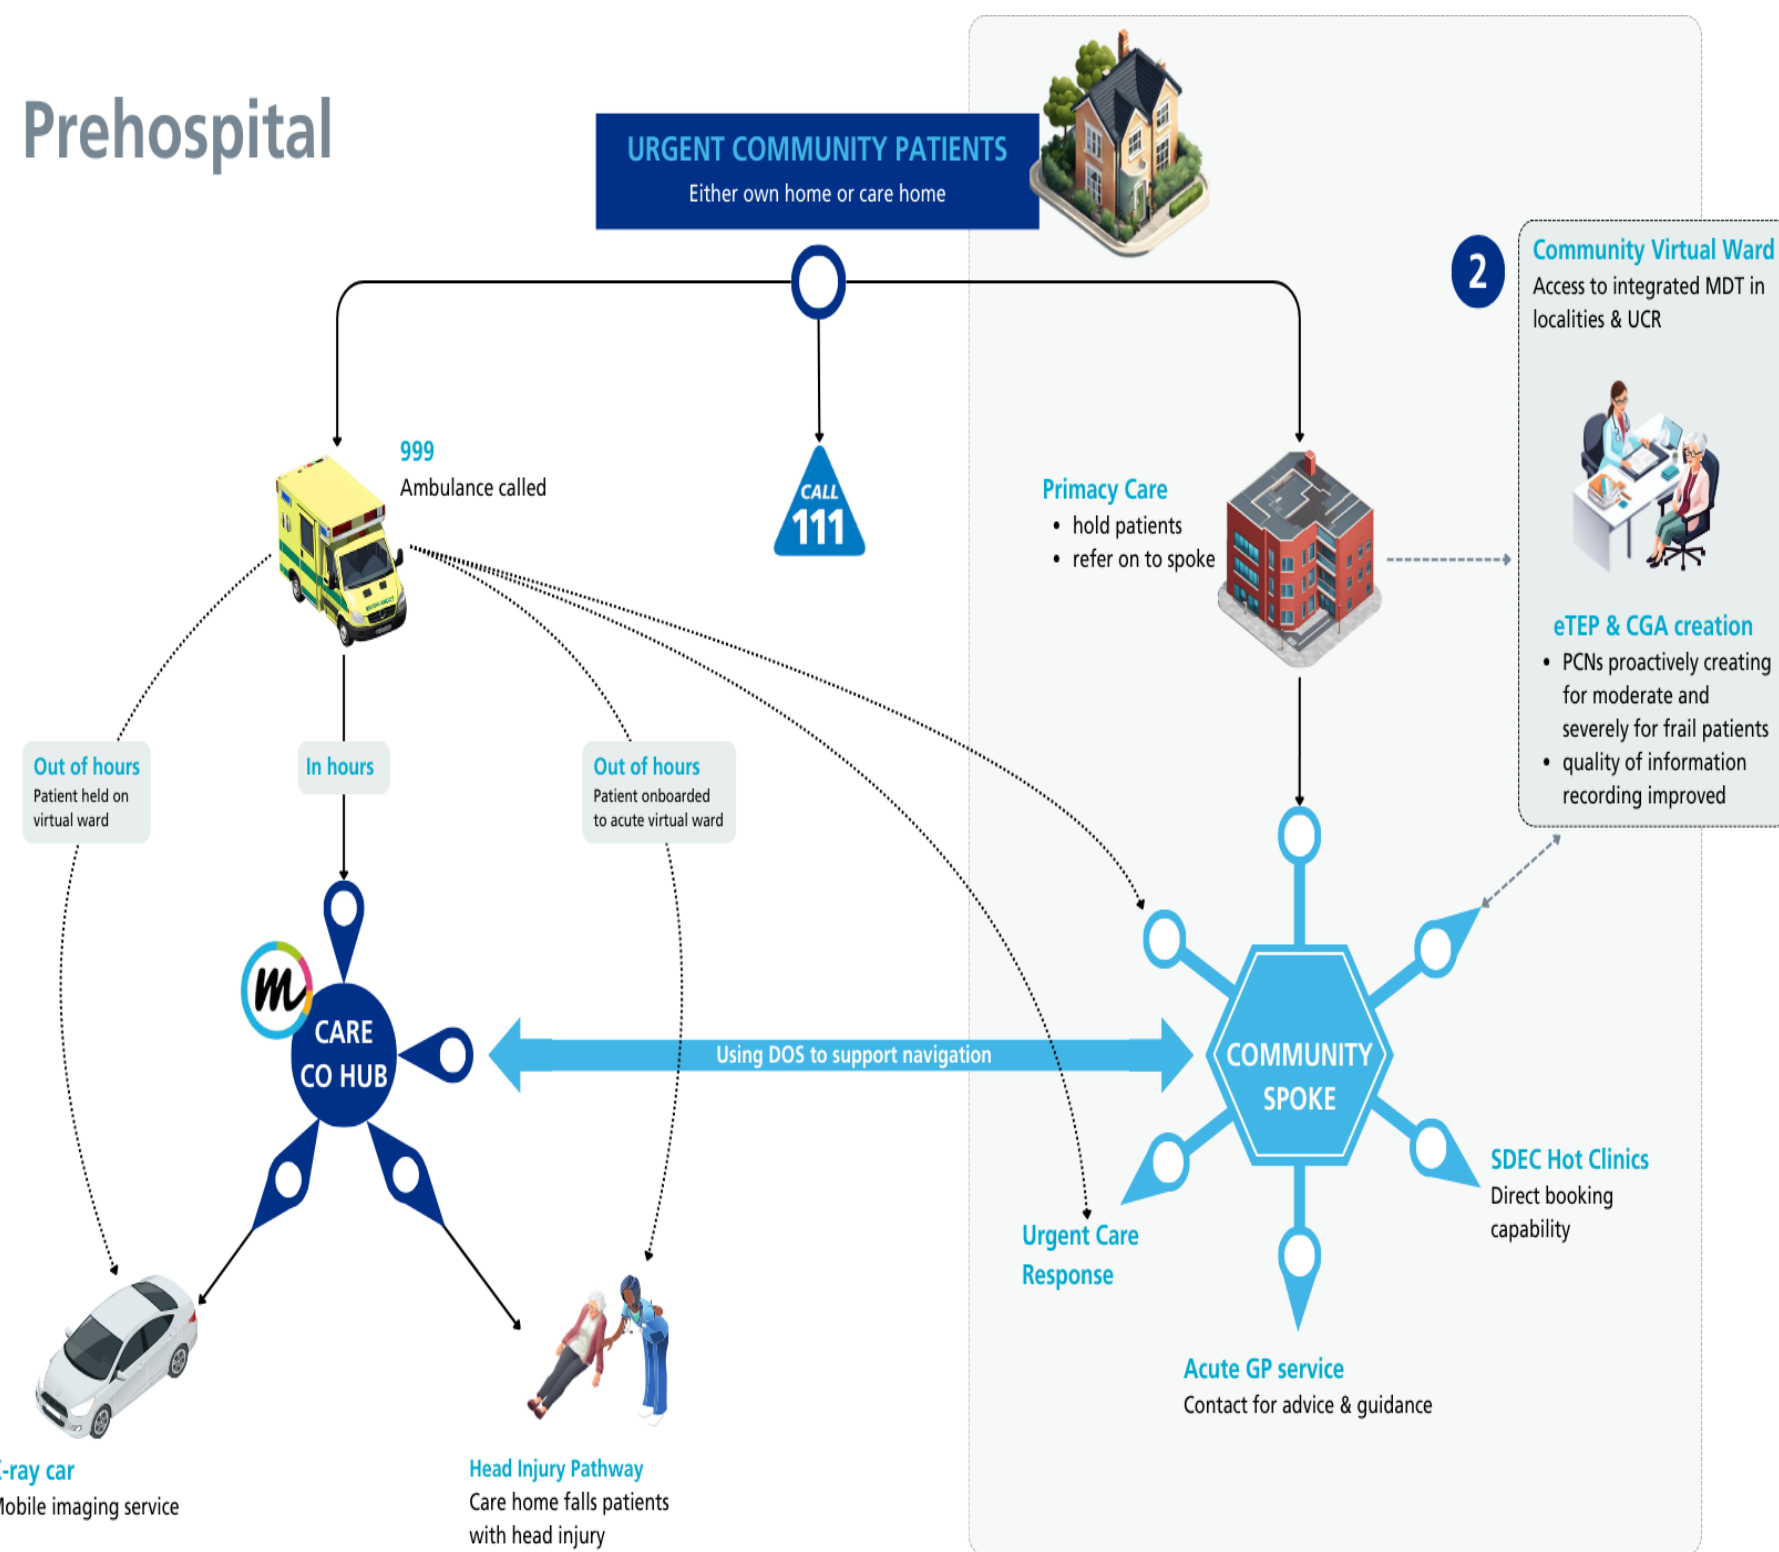 Prehospital
URGENT COMMUNITY PATIENTS
Either own home or care home
2
Community Virtual Ward
Access to integrated MDT in
localities & UCR
999
Ambulance called
CALL
111
Primacy Care
• hold patients
• refer on to spoke
eTEP & CGA creation
• PCNs proactively creating
for moderate and
severely for frail patients
• quality of information
recording improved
Out of hours
Patient held on
virtual ward
In hours
Out of hours
Patient onboarded
to acute virtual ward
m
CARE
CO HUB
Using DOS to support navigation
COMMUNITY
SPOKE
SDEC Hot Clinics
Direct booking
capability
Urgent Care
Response
Acute GP service
Contact for advice & guidance
-ray car
Mobile imaging service
Head Injury Pathway
Care home falls patients
with head injury